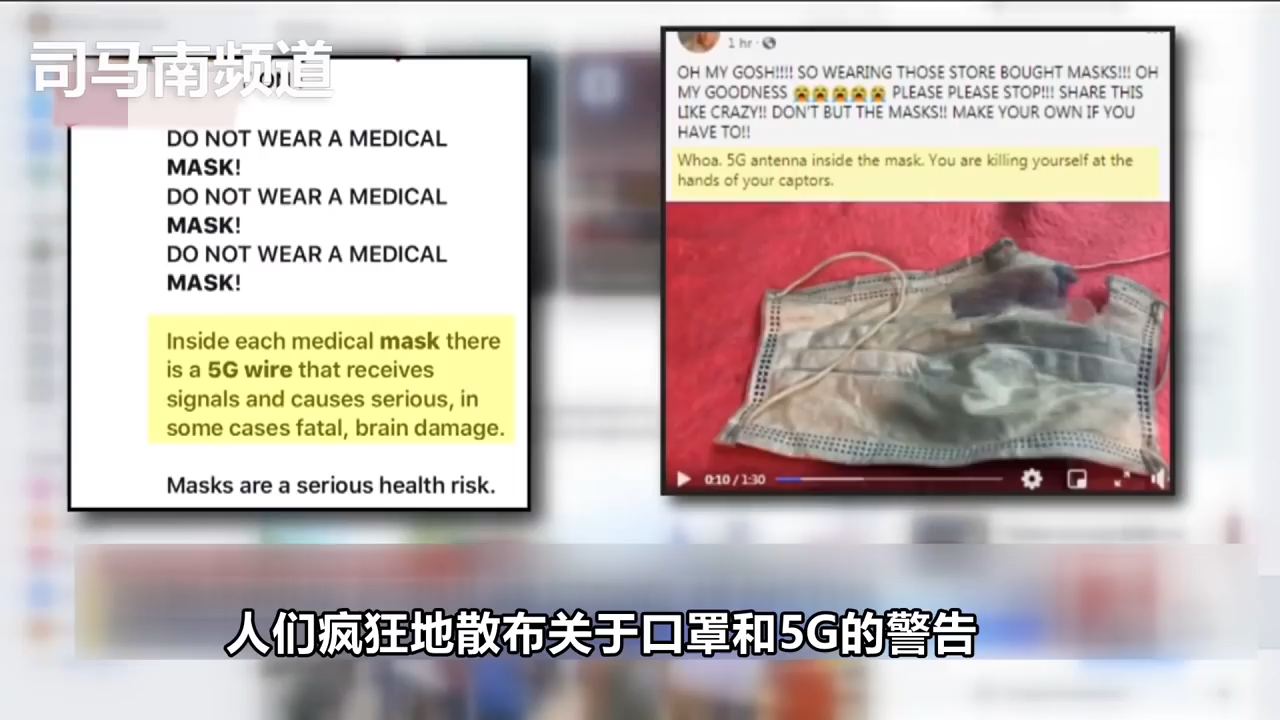 司马南频道
DO NOT WEAR A MEDICAL
MASK!
DO NOT WEAR A MEDICAL
MASK!
DO NOT WEAR A MEDICAL
MASK!
Inside each medical mask there
is a 5G wire that receives
signals and causes serious, in
some cases fatal, brain damage.
Masks are a serious health risk.
1 hr ·
OH MY GOSH!!!! SO WEARING THOSE STORE BOUGHT MASKS!!! OH
MY GOODNESS 😭😭😭😭😭 PLEASE PLEASE STOP!!! SHARE THIS
LIKE CRAZY!! DON'T BUT THE MASKS!! MAKE YOUR OWN IF YOU
HAVE TO!!
Whoa. 5G antenna inside the mask. You are killing yourself at the
hands of your captors.
0:10 / 1:30
人们疯狂地散布关于口罩和5G的警告